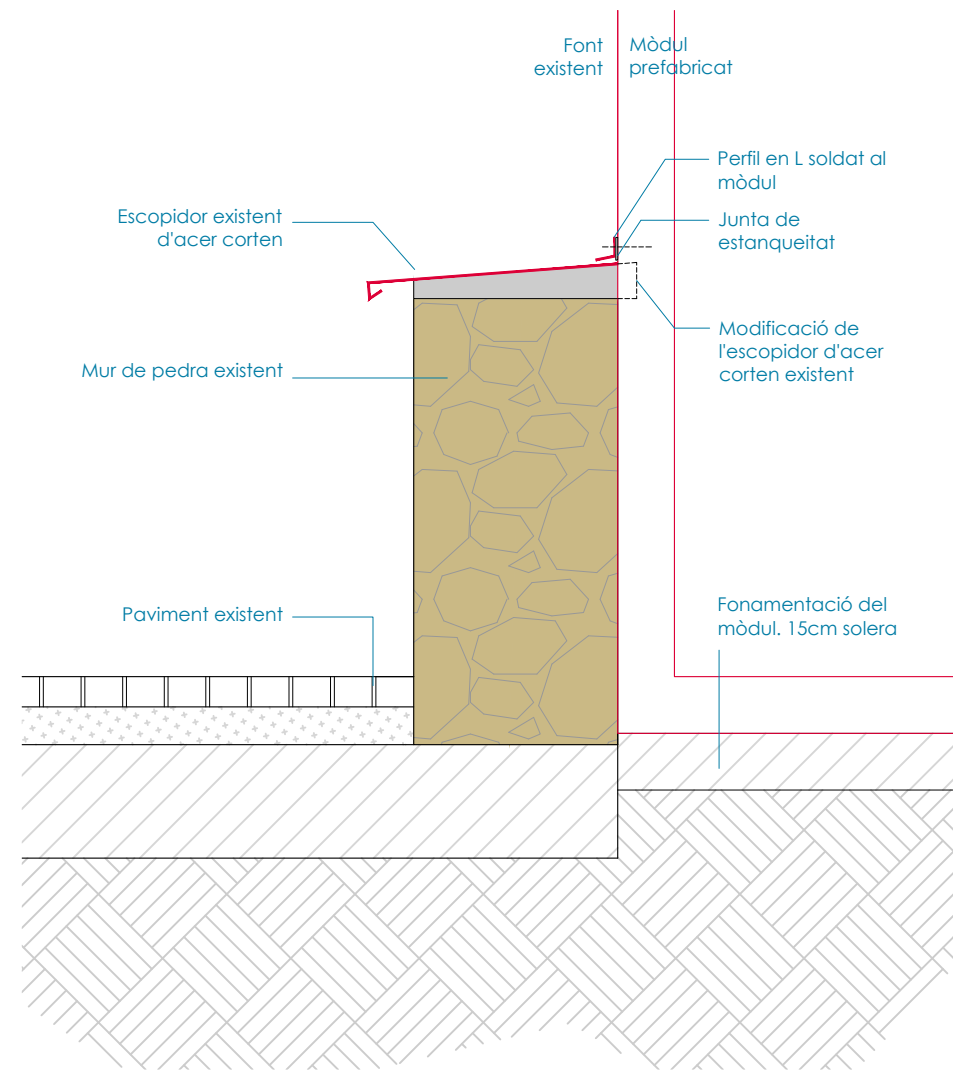 Font
existent
Mòdul
prefabricat
Perfil en L soldat al
mòdul
Escopidor existent
d'acer corten
Junta de
estanqueitat
Modificació de
l'escopidor d'acer
corten existent
Mur de pedra existent
Paviment existent
Fonamentació del
mòdul. 15cm solera